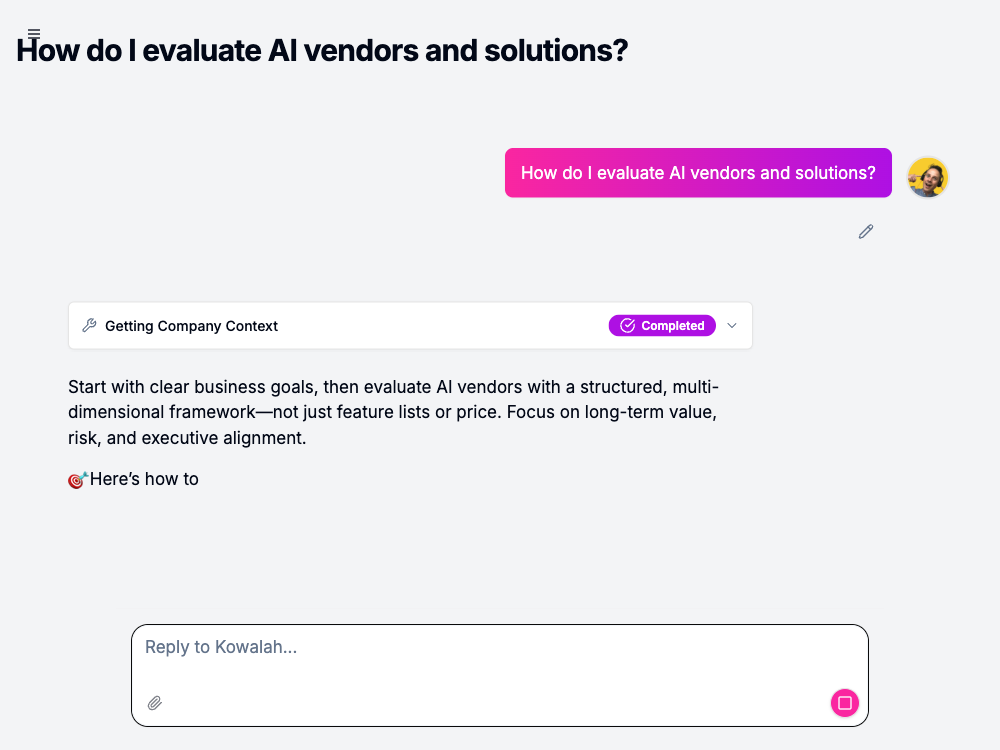 How do I evaluate AI vendors and solutions?
How do I evaluate AI vendors and solutions?
Getting Company Context
Completed
Start with clear business goals, then evaluate AI vendors with a structured, multi-
dimensional framework—not just feature lists or price. Focus on long-term value,
risk, and executive alignment.
🎯Here’s how to
Reply to Kowalah...